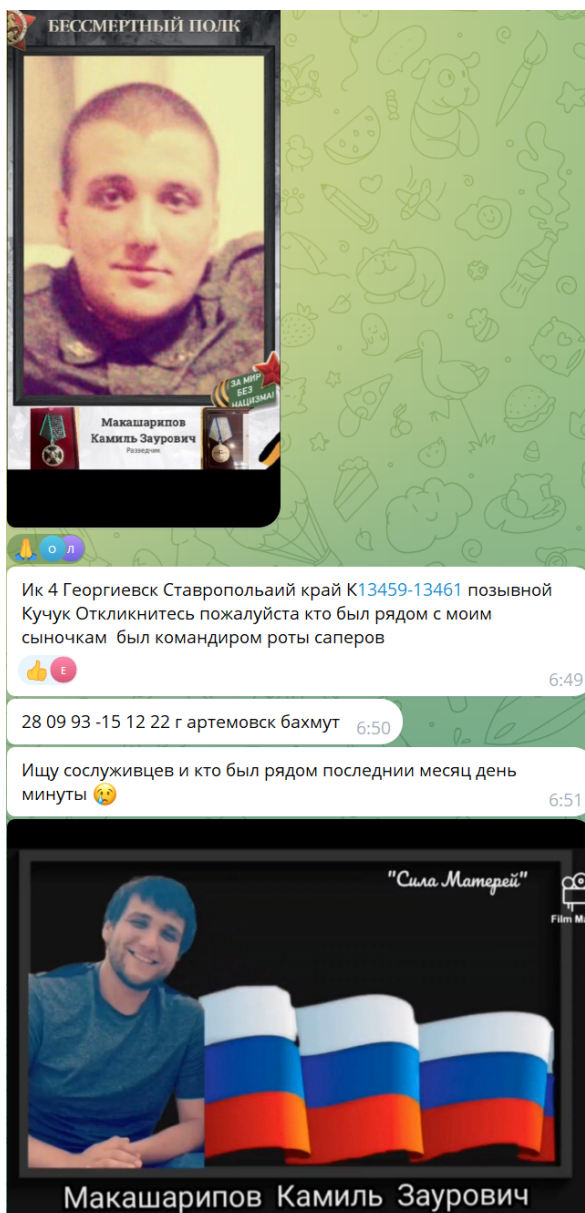 БЕССМЕРТНЫЙ ПОЛК
ЗА МИР
БЕЗ
НАЦИЗМА!
Макашарипов
Камиль Заурович
Разведчик
О Л
Ик 4 Георгиевск Ставропольаий край К13459-13461 позывной
Кучук Откликнитесь пожалуйста кто был рядом с моим
сыночкам был командиром роты саперов
Е
6:49
28 09 93 -15 12 22 г артемовск бахмут 6:50
Ищу сослуживцев и кто был рядом последнии месяц день
минуты 😢
6:51
"Сила Матерей"
Film Ma
Макашарипов Камиль Заурович